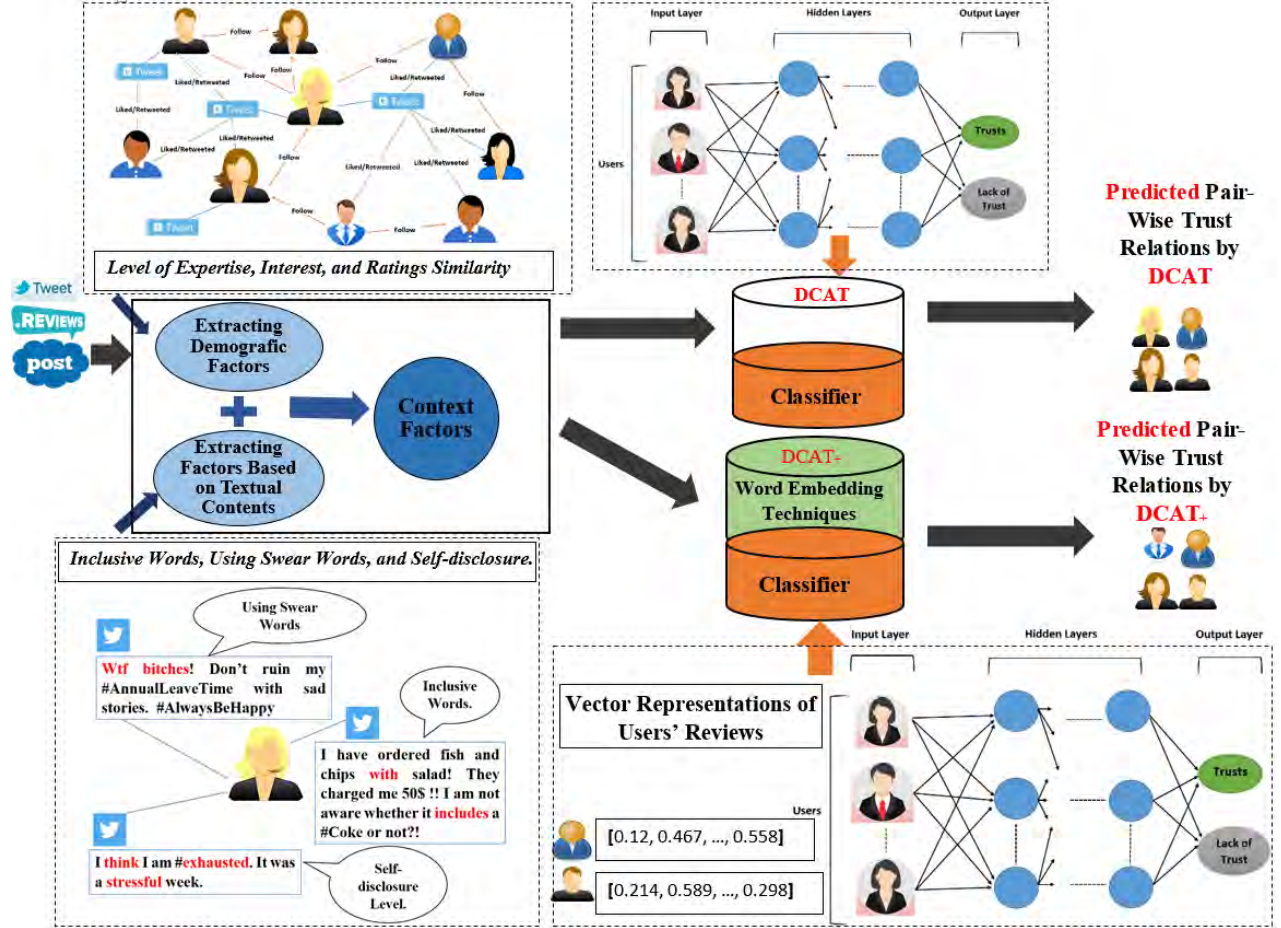 Follow
Tweet
Liked/Retweeted
Liked/Retweeted
Follow
Follow
Follow
Follow
Liked/Retweeted
Follow
Tweet
Tweet
Liked/Retweeted
Liked/Retweeted
Liked/Retweeted
Liked/Retweeted
Follow
Liked/Retweeted
Tweet
Follow
Follow
Level of Expertise, Interest, and Ratings Similarity
Input Layer
Hidden Layers
Output Layer
Users
Trusts
Lack of
Trust
Tweet
.REVIEWS
post
Extracting
Demografic
Factors
Extracting
Factors Based
on Textual
Contents
Context
Factors
DCAT
Classifier
DCAT+
Word Embedding
Techniques
Classifier
Predicted Pair-
Wise Trust
Relations by
DCAT
Predicted Pair-
Wise Trust
Relations by
DCAT+
Inclusive Words, Using Swear Words, and Self-disclosure.
Using Swear
Words
Wtf bitches! Don't ruin my
#AnnualLeaveTime with sad
stories. #AlwaysBeHappy
Inclusive
Words.
I have ordered fish and
chips with salad! They
charged me 50$ !! I am not
aware whether it includes a
#Coke or not?!
I think I am #exhausted. It was
a stressful week.
Self-
disclosure
Level.
Vector Representations of
Users' Reviews
[0.12, 0.467, ..., 0.558]
[0.214, 0.589, ..., 0.298]
Input Layer
Hidden Layers
Output Layer
Users
Trusts
Lack of
Trust